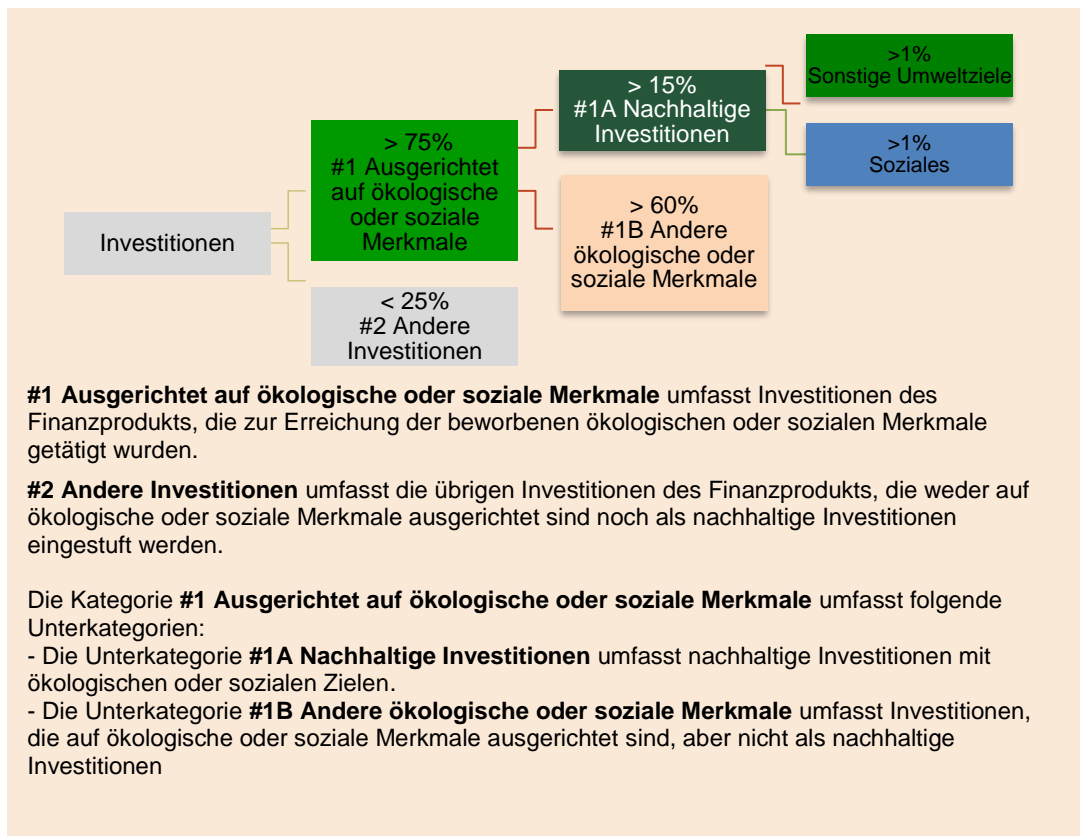 Investitionen
> 75%
#1 Ausgerichtet
auf ökologische
oder soziale
Merkmale
< 25%
#2 Andere
Investitionen
> 15%
#1A Nachhaltige
Investitionen
> 60%
#1B Andere
ökologische oder
soziale Merkmale
>1%
Sonstige Umweltziele
>1%
Soziales
#1 Ausgerichtet auf ökologische oder soziale Merkmale umfasst Investitionen des
Finanzprodukts, die zur Erreichung der beworbenen ökologischen oder sozialen Merkmale
getätigt wurden.
#2 Andere Investitionen umfasst die übrigen Investitionen des Finanzprodukts, die weder auf
ökologische oder soziale Merkmale ausgerichtet sind noch als nachhaltige Investitionen
eingestuft werden.
Die Kategorie #1 Ausgerichtet auf ökologische oder soziale Merkmale umfasst folgende
Unterkategorien:
- Die Unterkategorie #1A Nachhaltige Investitionen umfasst nachhaltige Investitionen mit
ökologischen oder sozialen Zielen.
- Die Unterkategorie #1B Andere ökologische oder soziale Merkmale umfasst Investitionen,
die auf ökologische oder soziale Merkmale ausgerichtet sind, aber nicht als nachhaltige
Investitionen